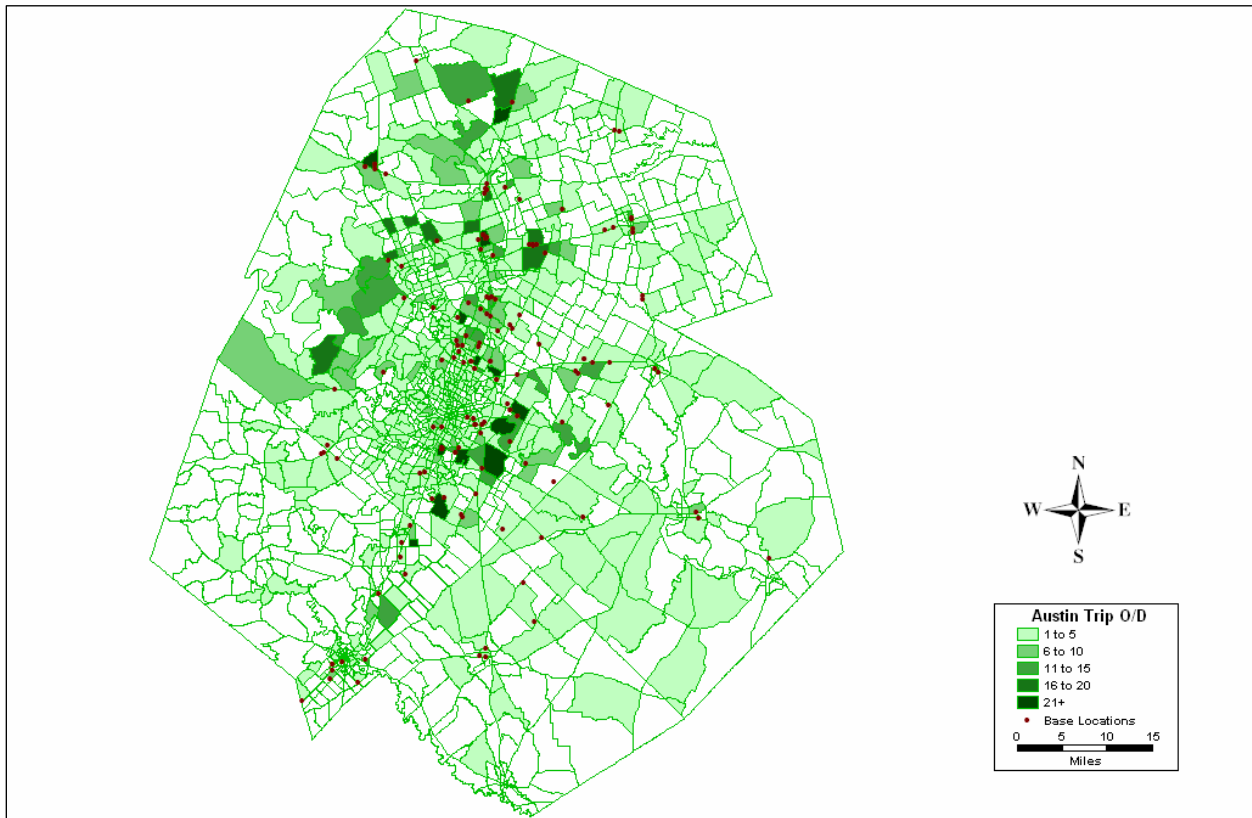 N
W E
S
Austin Trip O/D
1 to 5
6 to 10
11 to 15
16 to 20
21+
Base Locations
0 5 10 15
Miles